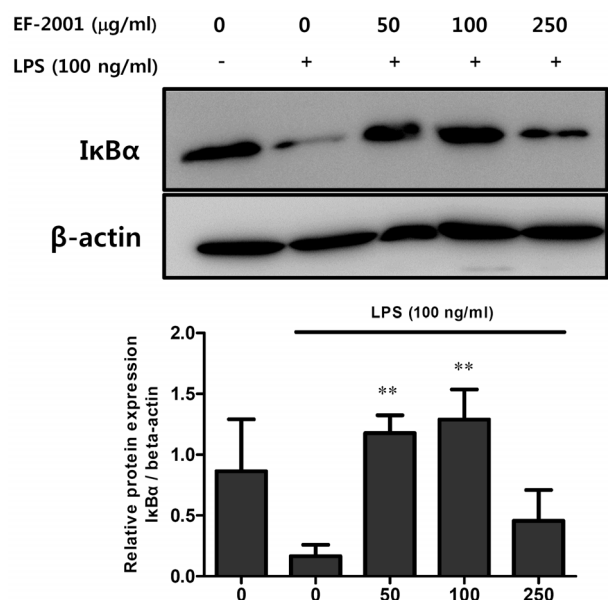 EF-2001 (μg/ml) 0 0 50 100 250
LPS (100 ng/ml) - + + + +
IκBα
β-actin
LPS (100 ng/ml)
Relative protein expression
IκBα / beta-actin
2.0
1.5
1.0
0.5
0.0
** **
0 0 50 100 250